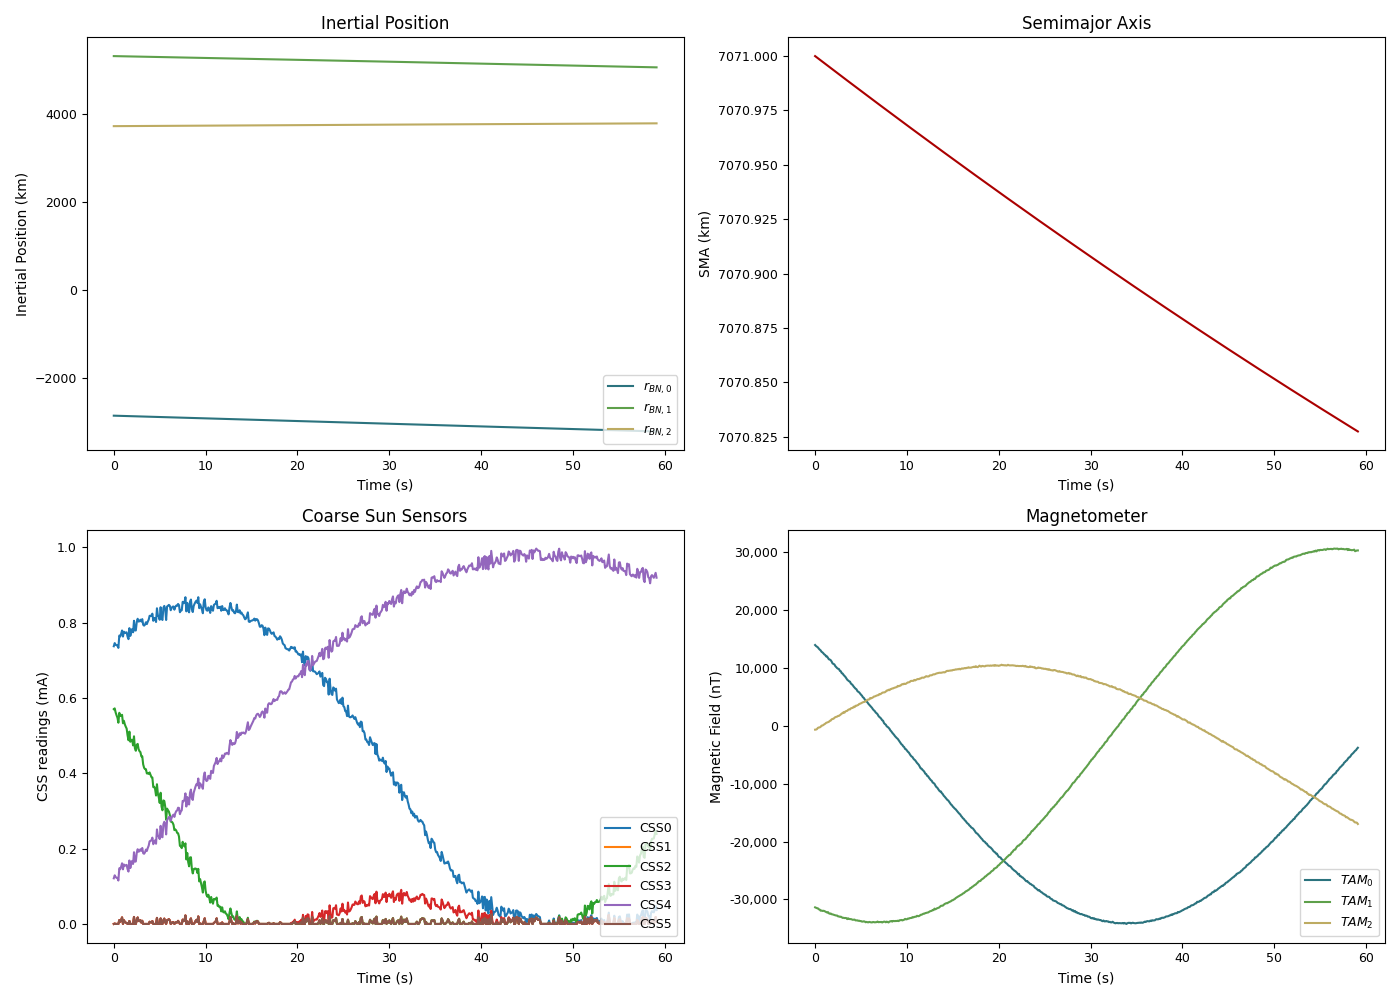 Inertial Position
Inertial Position (km)
4000
2000
0
−2000
0 10 20 30 40 50 60
Time (s)
r_{BN,0}
r_{BN,1}
r_{BN,2}
Semimajor Axis
SMA (km)
7071.000
7070.975
7070.950
7070.925
7070.900
7070.875
7070.850
7070.825
0 10 20 30 40 50 60
Time (s)
Coarse Sun Sensors
CSS readings (mA)
1.0
0.8
0.6
0.4
0.2
0.0
0 10 20 30 40 50 60
Time (s)
CSS0
CSS1
CSS2
CSS3
CSS4
CSS5
Magnetometer
Magnetic Field (nT)
30,000
20,000
10,000
0
-10,000
-20,000
-30,000
0 10 20 30 40 50 60
Time (s)
TAM_0
TAM_1
TAM_2